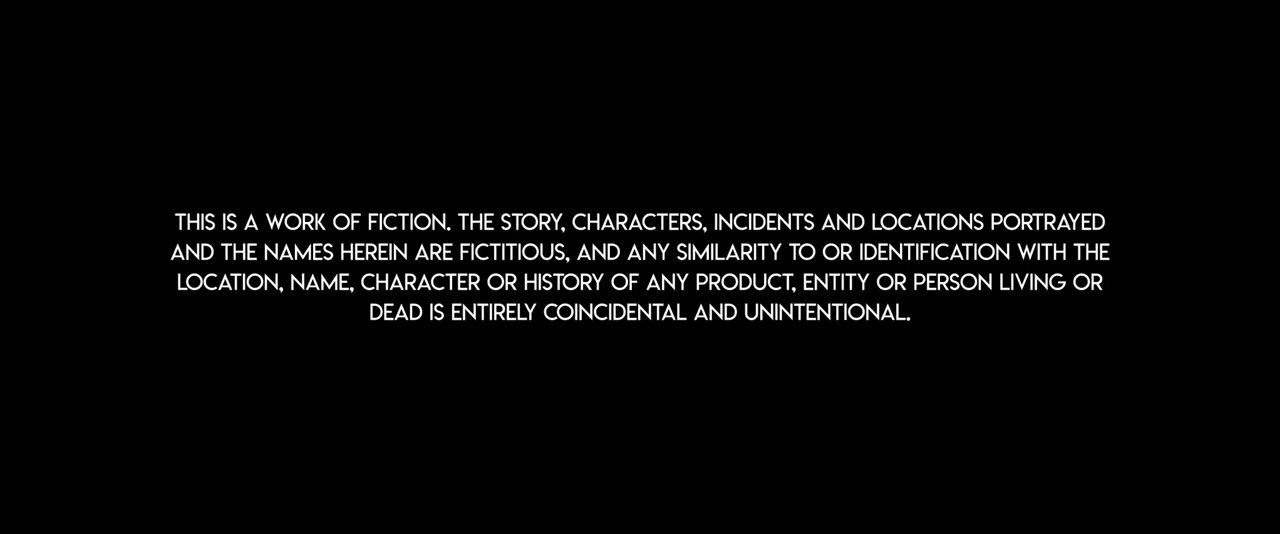 THIS IS A WORK OF FICTION. THE STORY, CHARACTERS, INCIDENTS AND LOCATIONS PORTRAYED
AND THE NAMES HEREIN ARE FICTITIOUS, AND ANY SIMILARITY TO OR IDENTIFICATION WITH THE
LOCATION, NAME, CHARACTER OR HISTORY OF ANY PRODUCT, ENTITY OR PERSON LIVING OR
DEAD IS ENTIRELY COINCIDENTAL AND UNINTENTIONAL.